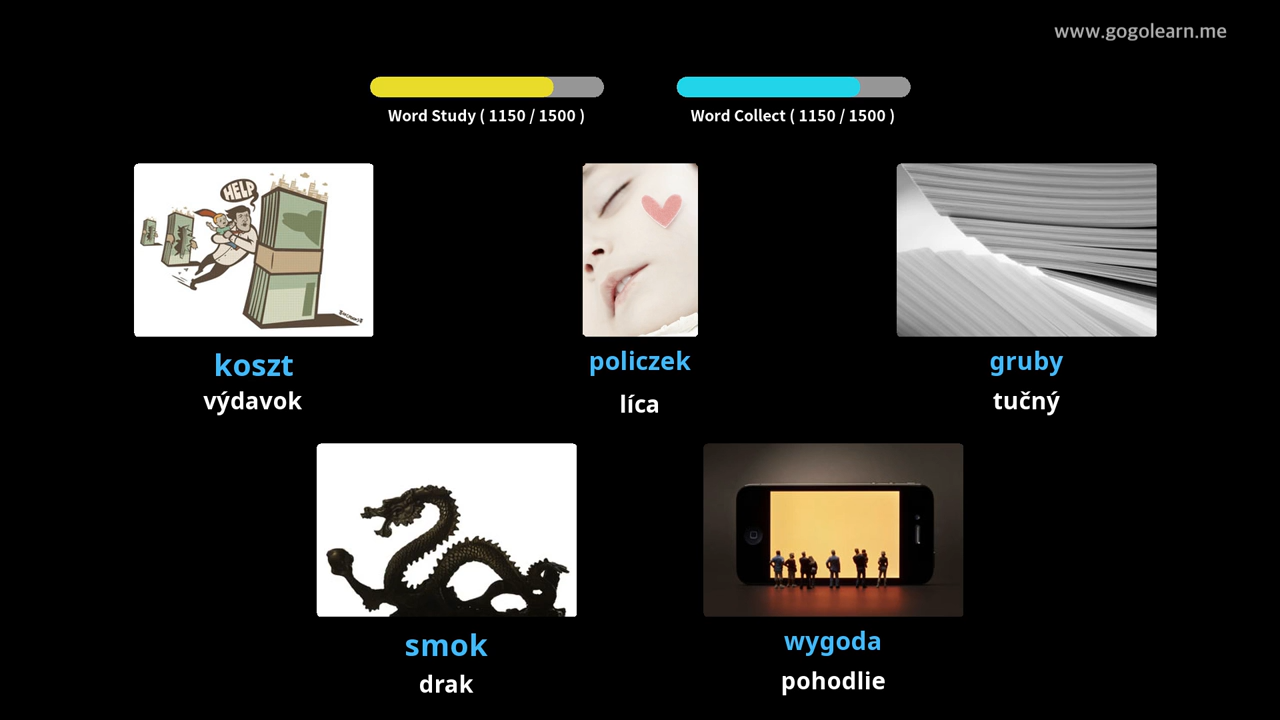 www.gogolearn.me
Word Study ( 1150 / 1500 )
Word Collect ( 1150 / 1500 )
HELP
koszt
výdavok
policzek
líca
gruby
tučný
smok
drak
wygoda
pohodlie